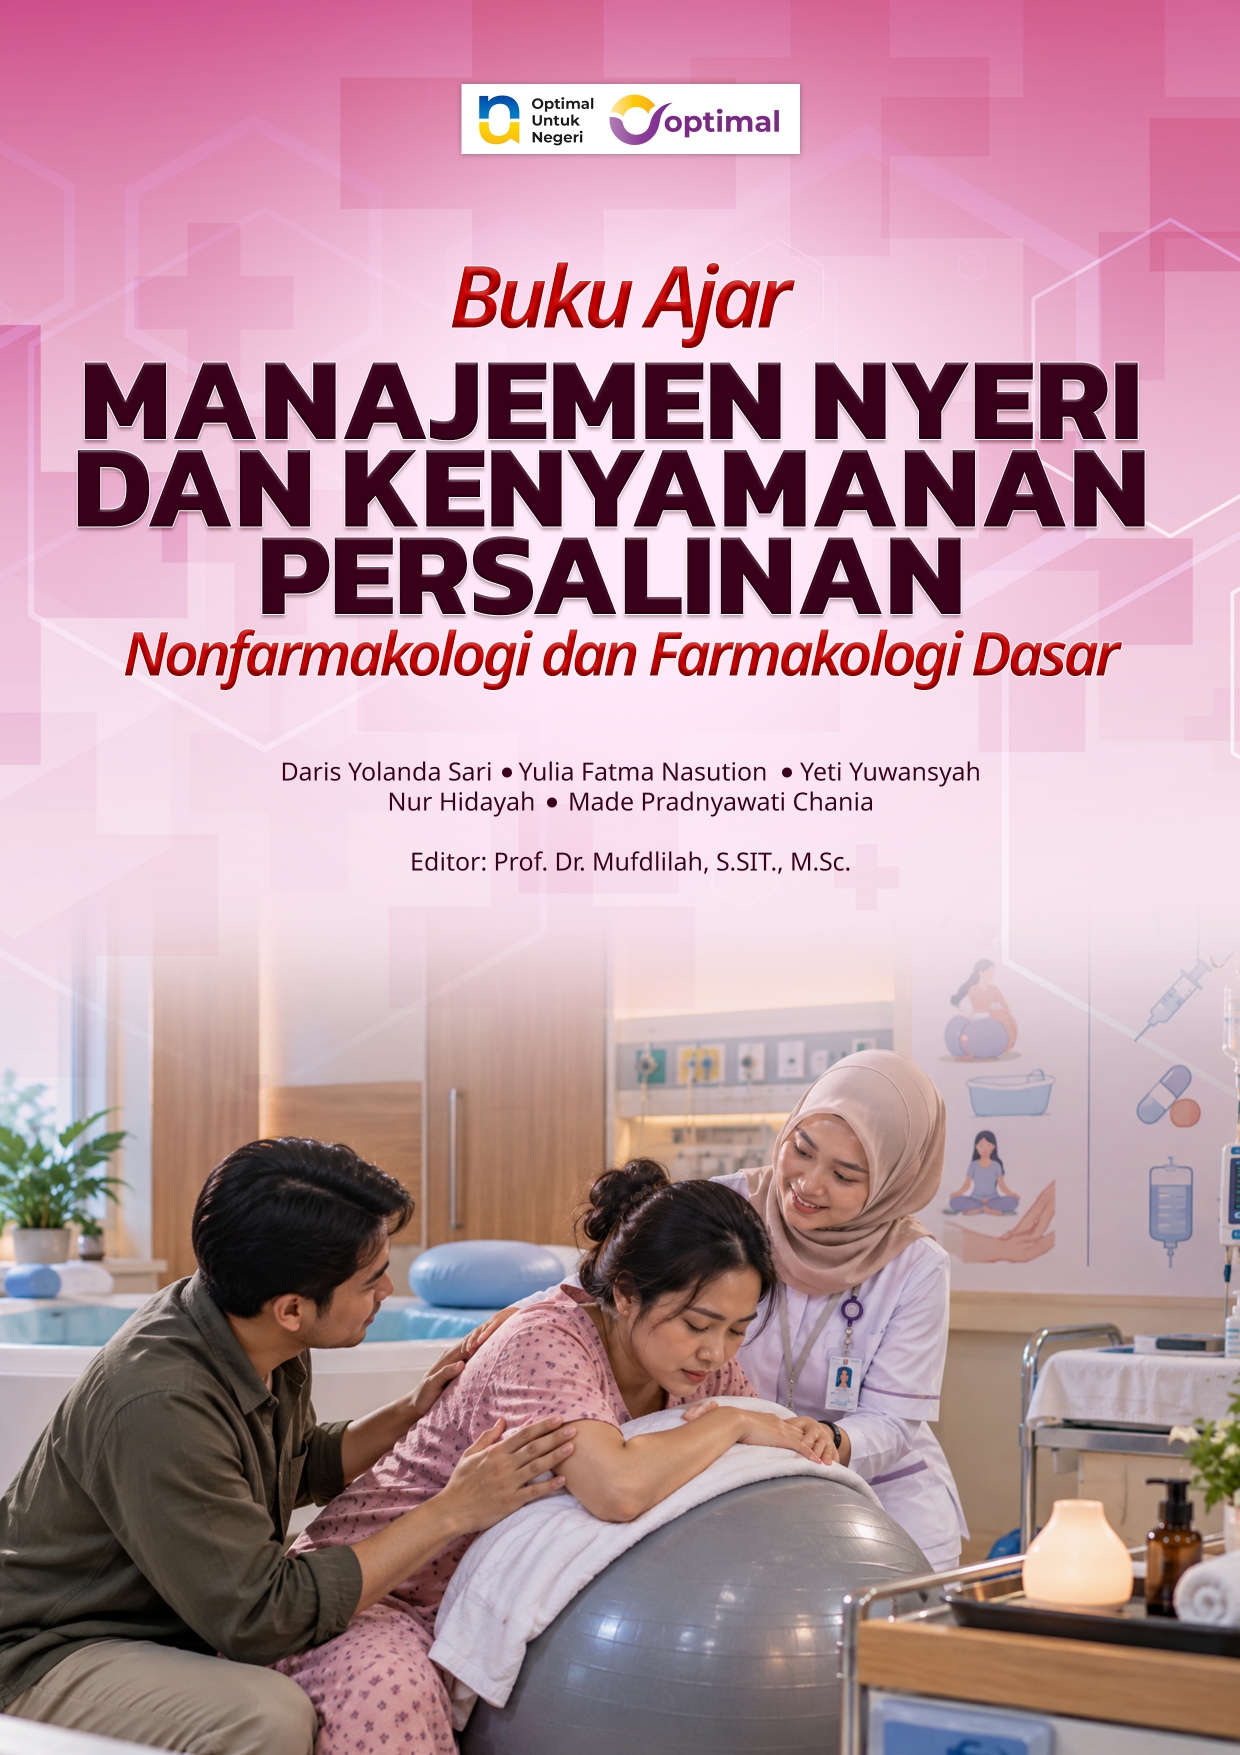 Optimal
Untuk
Negeri
optimal
Buku Ajar
MANAJEMEN NYERI
DAN KENYAMANAN
PERSALINAN
Nonfarmakologi dan Farmakologi Dasar
Daris Yolanda Sari • Yulia Fatma Nasution • Yeti Yuwansyah
Nur Hidayah • Made Pradnyawati Chania
Editor: Prof. Dr. Mufdlilah, S.SIT., M.Sc.